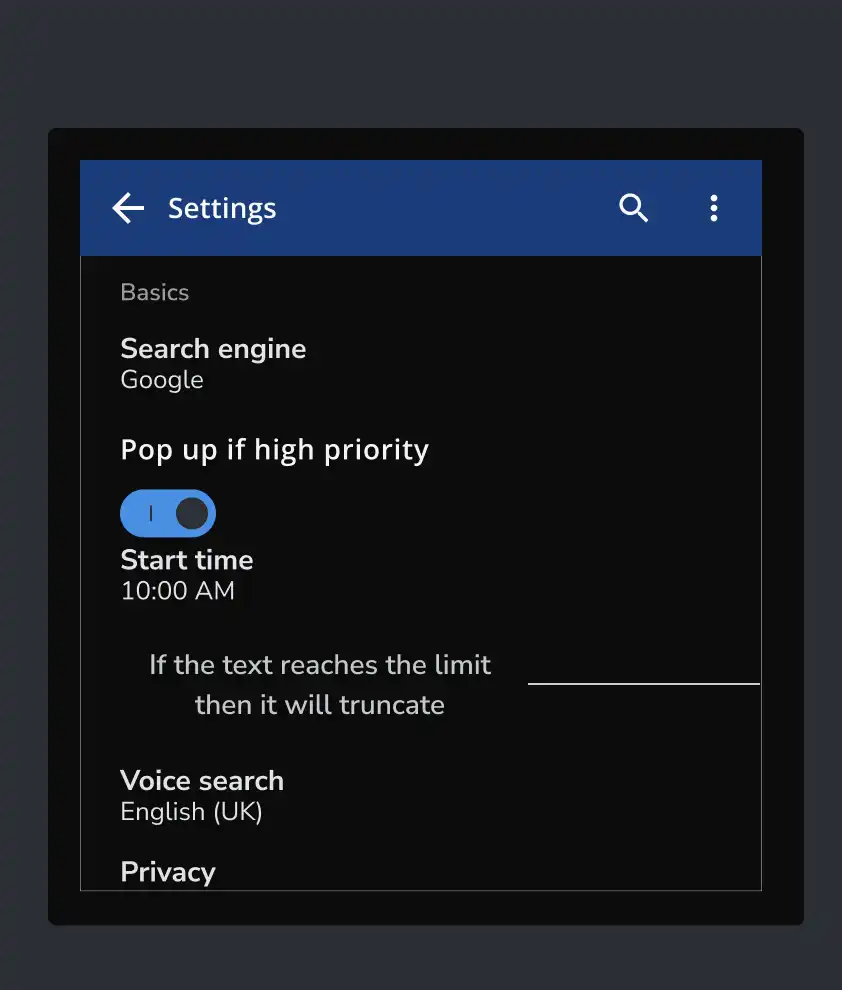 Settings
Basics
Search engine
Google
Pop up if high priority
Start time
10:00 AM
If the text reaches the limit
then it will truncate
Voice search
English (UK)
Privacy